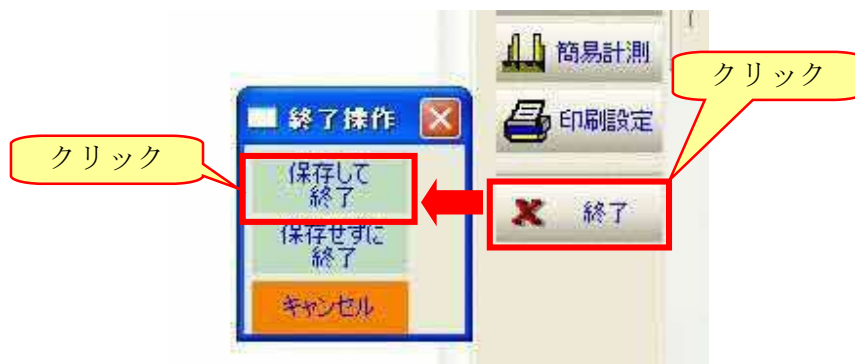 簡易計測
クリック
終了操作
印刷設定
クリック
保存して
終了
終了
保存せずに
終了
キャンセル